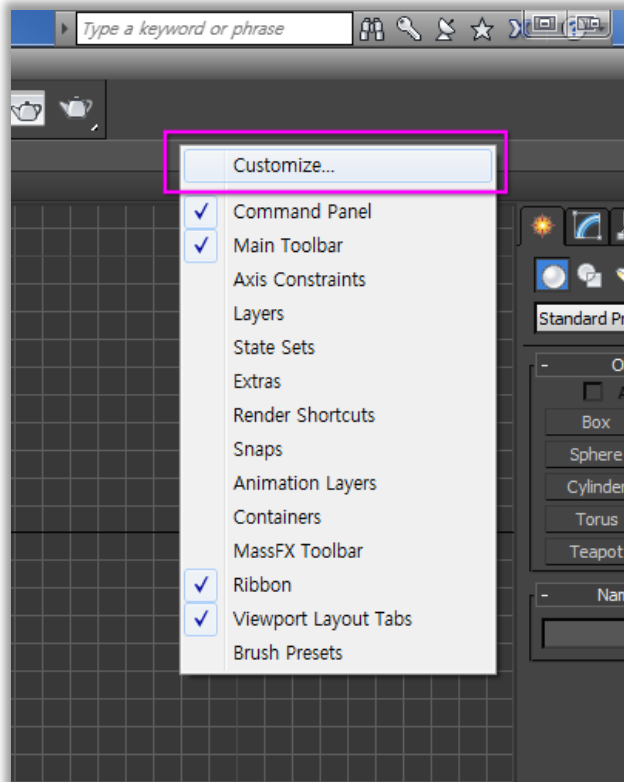 Type a keyword or phrase
Customize...
Command Panel
Main Toolbar
Axis Constraints
Layers
State Sets
Extras
Render Shortcuts
Snaps
Animation Layers
Containers
MassFX Toolbar
Ribbon
Viewport Layout Tabs
Brush Presets
Standard Pr
- O
Box
Sphere
Cylinder
Torus
Teapot
- Nam